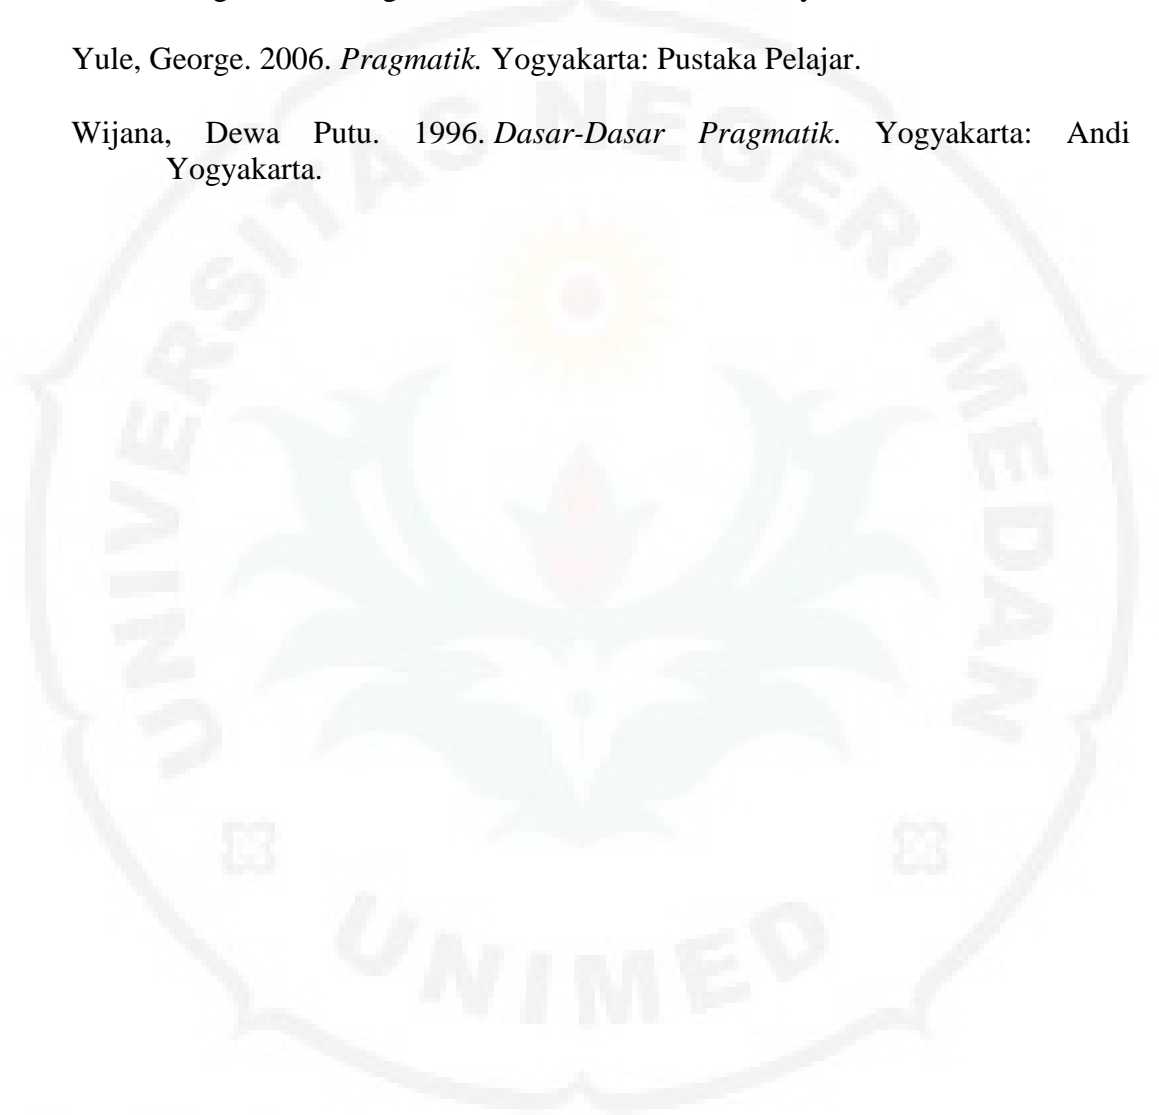 Yule, George. 2006. Pragmatik. Yogyakarta: Pustaka Pelajar.
Wijana, Dewa Putu. 1996. Dasar-Dasar Pragmatik. Yogyakarta: Andi
Yogyakarta.
UNIVERSITAS NEGERI MEDAN
UNIMED